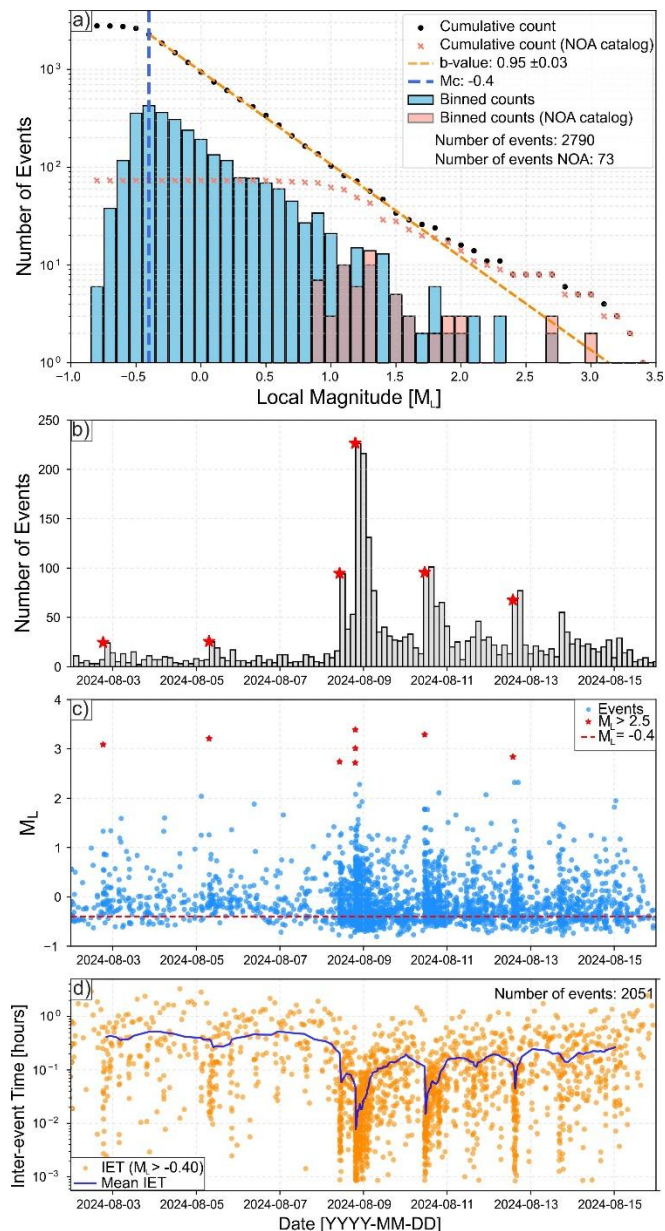 a)
Cumulative count
Cumulative count (NOA catalog)
b-value: 0.95 ±0.03
Mc: -0.4
Binned counts
Binned counts (NOA catalog)
Number of events: 2790
Number of events NOA: 73
Number of Events
10³
10²
10¹
10⁰
−1.0 −0.5 0.0 0.5 1.0 1.5 2.0 2.5 3.0 3.5
Local Magnitude [M_L]
b)
Number of Events
250
200
150
100
50
0
2024-08-03 2024-08-05 2024-08-07 2024-08-09 2024-08-11 2024-08-13 2024-08-15
c)
Events
M_L > 2.5
M_L = -0.4
M_L
4
3
2
1
0
−1
2024-08-03 2024-08-05 2024-08-07 2024-08-09 2024-08-11 2024-08-13 2024-08-15
d)
Number of events: 2051
Inter-event Time [hours]
10⁰
10⁻¹
10⁻²
10⁻³
IET (M_L > -0.40)
Mean IET
2024-08-03 2024-08-05 2024-08-07 2024-08-09 2024-08-11 2024-08-13 2024-08-15
Date [YYYY-MM-DD]